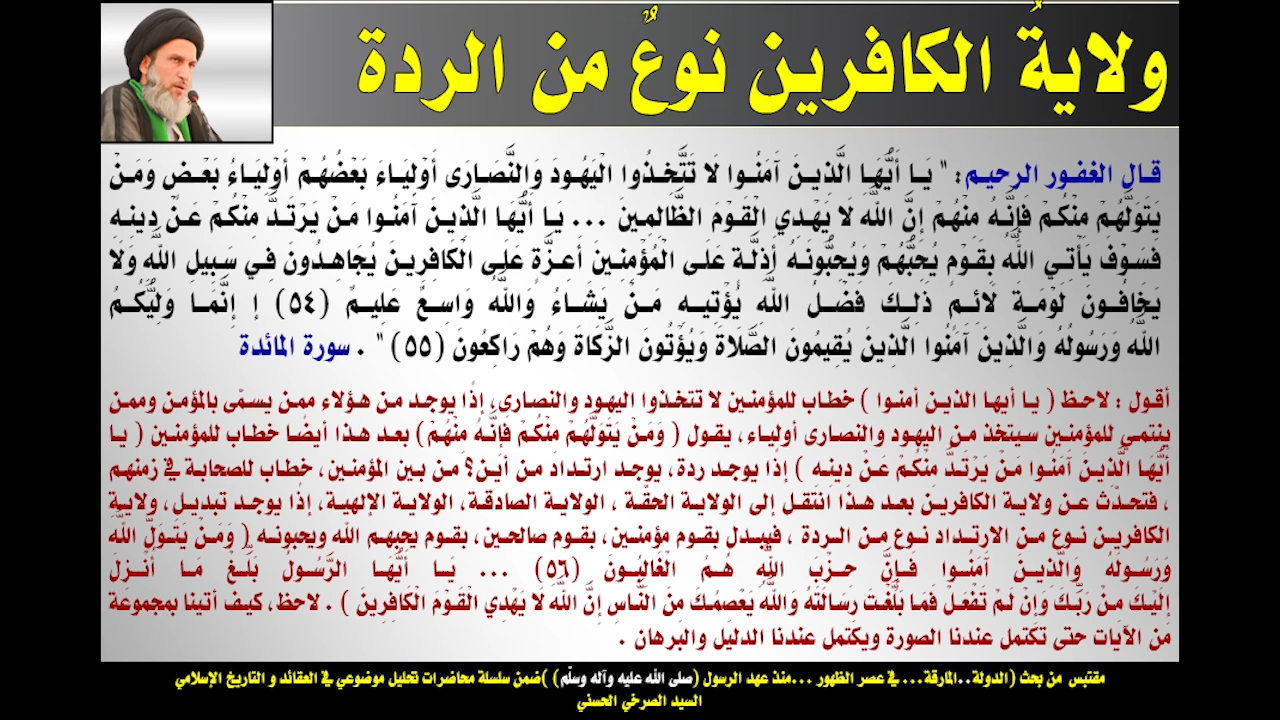 ولايةُ الكافرين نوعٌ من الردة
قال الغفور الرحيم: " يَا أَيُّهَا الَّذِينَ آمَنُوا لَا تَتَّخِذُوا الْيَهُودَ وَالنَّصَارَى أَوْلِيَاءَ بَعْضُهُمْ أَوْلِيَاءُ بَعْضٍ وَمَنْ
يَتَوَلَّهُمْ مِنْكُمْ فَإِنَّهُ مِنْهُمْ إِنَّ اللَّهَ لَا يَهْدِي الْقَوْمَ الظَّالِمِينَ ... يَا أَيُّهَا الَّذِينَ آمَنُوا مَنْ يَرْتَدَّ مِنْكُمْ عَنْ دِينِهِ
فَسَوْفَ يَأْتِي اللَّهُ بِقَوْمٍ يُحِبُّهُمْ وَيُحِبُّونَهُ أَذِلَّةٍ عَلَى الْمُؤْمِنِينَ أَعِزَّةٍ عَلَى الْكَافِرِينَ يُجَاهِدُونَ فِي سَبِيلِ اللَّهِ وَلَا
يَخَافُونَ لَوْمَةَ لَائِمٍ ذَلِكَ فَضْلُ اللَّهِ يُؤْتِيهِ مَنْ يَشَاءُ وَاللَّهُ وَاسِعٌ عَلِيمٌ (٥٤) إ إِنَّمَا وَلِيُّكُمُ
اللَّهُ وَرَسُولُهُ وَالَّذِينَ آمَنُوا الَّذِينَ يُقِيمُونَ الصَّلَاةَ وَيُؤْتُونَ الزَّكَاةَ وَهُمْ رَاكِعُونَ (٥٥) " . سورة المائدة
أقول : لاحظ ( يا أيها الذين أمنوا ) خطاب للمؤمنين لا تتخذوا اليهود والنصارى، إذًا يوجد من هؤلاء ممن يسمّى بالمؤمن وممن
ينتمي للمؤمنين سيتخذ من اليهود والنصارى أولياء، يقول ( وَمَنْ يَتَوَلَّهُمْ مِنْكُمْ فَإِنَّهُ مِنْهُمْ) بعد هذا أيضًا خطاب للمؤمنين ( يا
أَيُّهَا الَّذِينَ آمَنُوا مَنْ يَرْتَدَّ مِنْكُمْ عَنْ دِينِهِ ) إذًا يوجد ردة، يوجد ارتداد من أين؟ من بين المؤمنين، خطاب للصحابة في زمنهم
، فتحدّث عن ولاية الكافرين بعد هذا انتقل إلى الولاية الحقّة ، الولاية الصادقة، الولاية الإلهية، إذًا يوجد تبديل، ولاية
الكافرين نوع من الارتداد نوع من الردة ، فيبدل بقوم مؤمنين، بقوم صالحين، بقوم يحبهم الله ويحبونه ( وَمَنْ يَتَوَلَّ اللَّهَ
وَرَسُولَهُ وَالَّذِينَ آمَنُوا فَإِنَّ حِزْبَ اللَّهِ هُمُ الْغَالِبُونَ (٥٦) ... يَا أَيُّهَا الرَّسُولُ بَلِّغْ مَا أُنْزِلَ
إِلَيْكَ مِنْ رَبِّكَ وَإِنْ لَمْ تَفْعَلْ فَمَا بَلَّغْتَ رِسَالَتَهُ وَاللَّهُ يَعْصِمُكَ مِنَ النَّاسِ إِنَّ اللَّهَ لَا يَهْدِي الْقَوْمَ الْكَافِرِينَ ) . لاحظ، كيف أتينا بمجموعة
من الآيات حتى تكتمل عندنا الصورة ويكتمل عندنا الدليل والبرهان .
مقتبس من بحث (الدولة..المارقة... في عصر الظهور ...منذ عهد الرسول (صلى الله عليه وآله وسلّم) )ضمن سلسلة محاضرات تحليل موضوعي في العقائد و التاريخ الإسلامي
السيد الصرخي الحسني